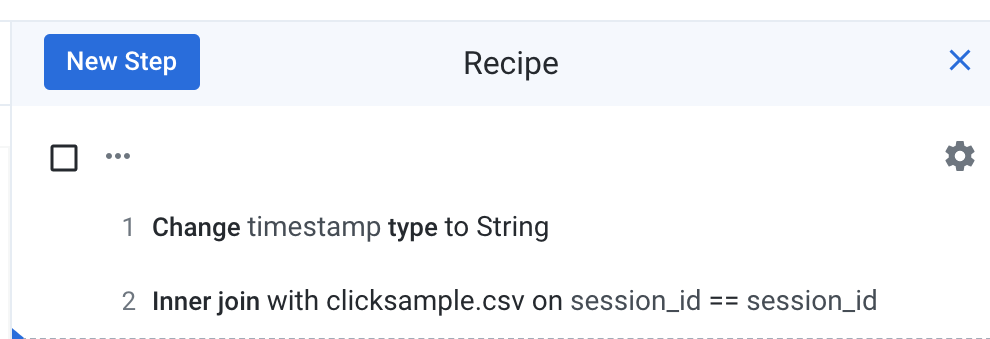 New Step
Recipe
1 Change timestamp type to String
2 Inner join with clicksample.csv on session_id == session_id